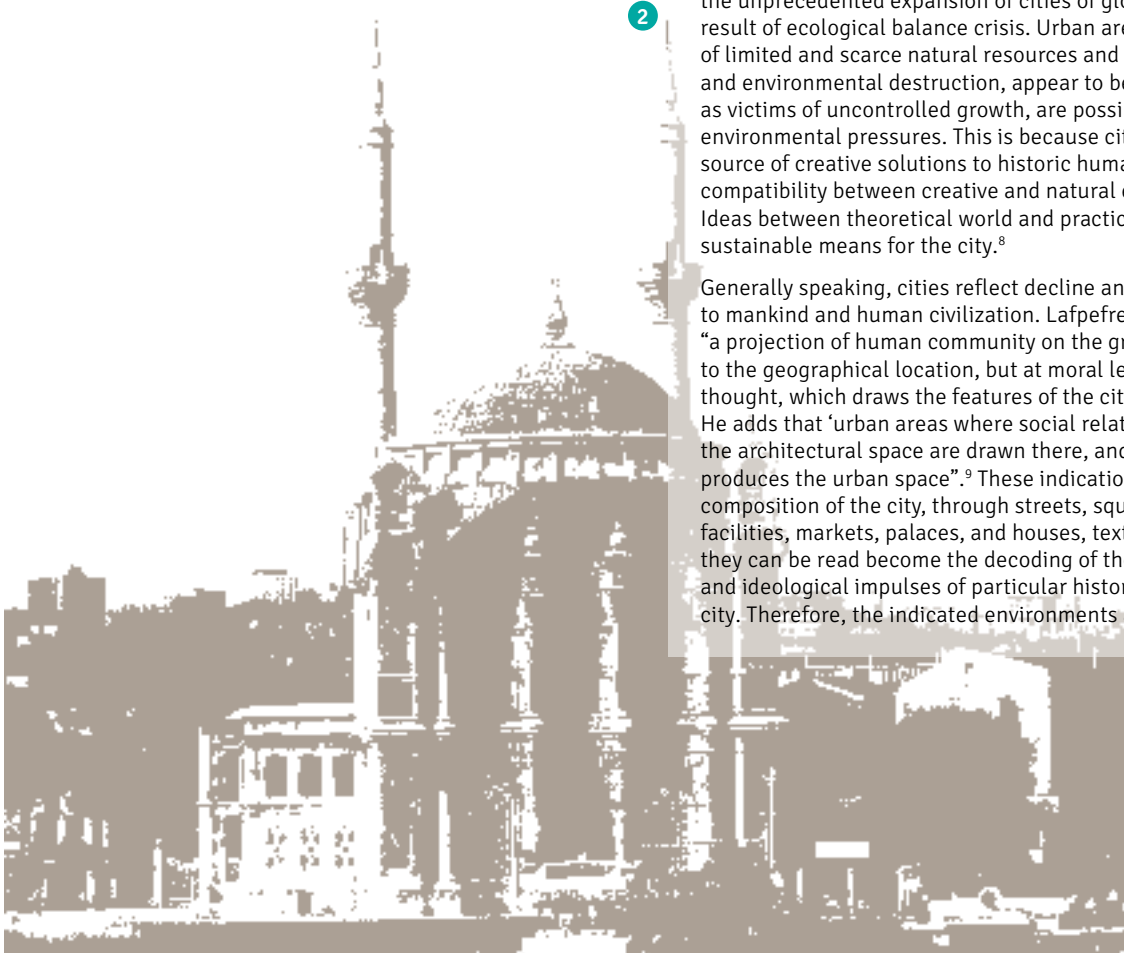 2
the unprecedented expansion of cities of glo
result of ecological balance crisis. Urban are
of limited and scarce natural resources and
and environmental destruction, appear to be
as victims of uncontrolled growth, are possi
environmental pressures. This is because cit
source of creative solutions to historic huma
compatibility between creative and natural
Ideas between theoretical world and practic
sustainable means for the city.⁸
Generally speaking, cities reflect decline an
to mankind and human civilization. Lafpefre
“a projection of human community on the gr
to the geographical location, but at moral le
thought, which draws the features of the cit
He adds that ‘urban areas where social relat
the architectural space are drawn there, and
produces the urban space”.⁹ These indicatio
composition of the city, through streets, squ
facilities, markets, palaces, and houses, text
they can be read become the decoding of th
and ideological impulses of particular histor
city. Therefore, the indicated environments